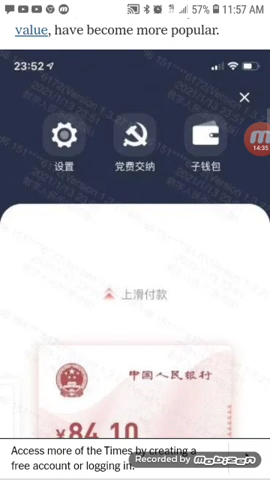 57% 11:57 AM
value, have become more popular.
23:52
14:35
设置 党费交纳 子钱包
上滑付款
中国人民银行
¥84.10
Access more of the Times by creating a
free account or logging in.
Recorded by mobizen